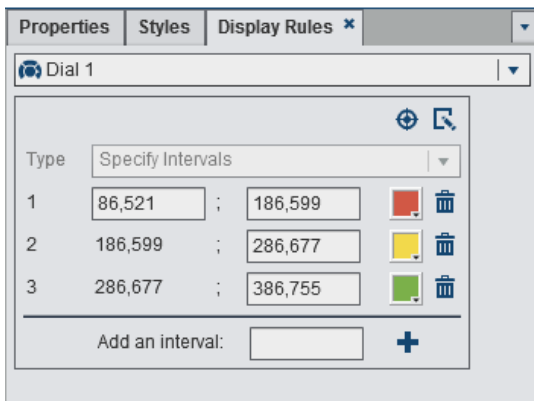 Properties Styles Display Rules ×
Dial 1
Type Specify Intervals
1 86,521 ; 186,599
2 186,599 ; 286,677
3 286,677 ; 386,755
Add an interval: